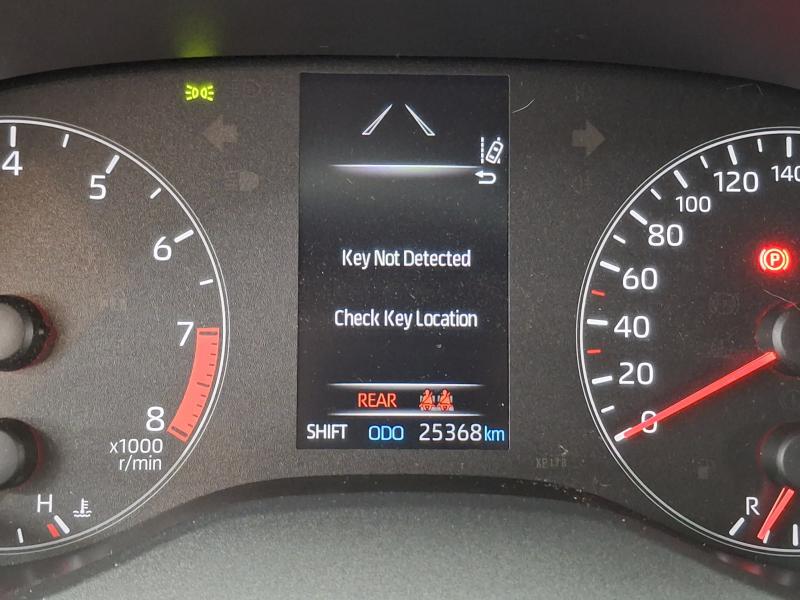 4
5
6
7
8
x1000
r/min
H
Key Not Detected
Check Key Location
REAR
SHIFT ODO 25368 km
140
120
100
80
60
40
20
0
P
R